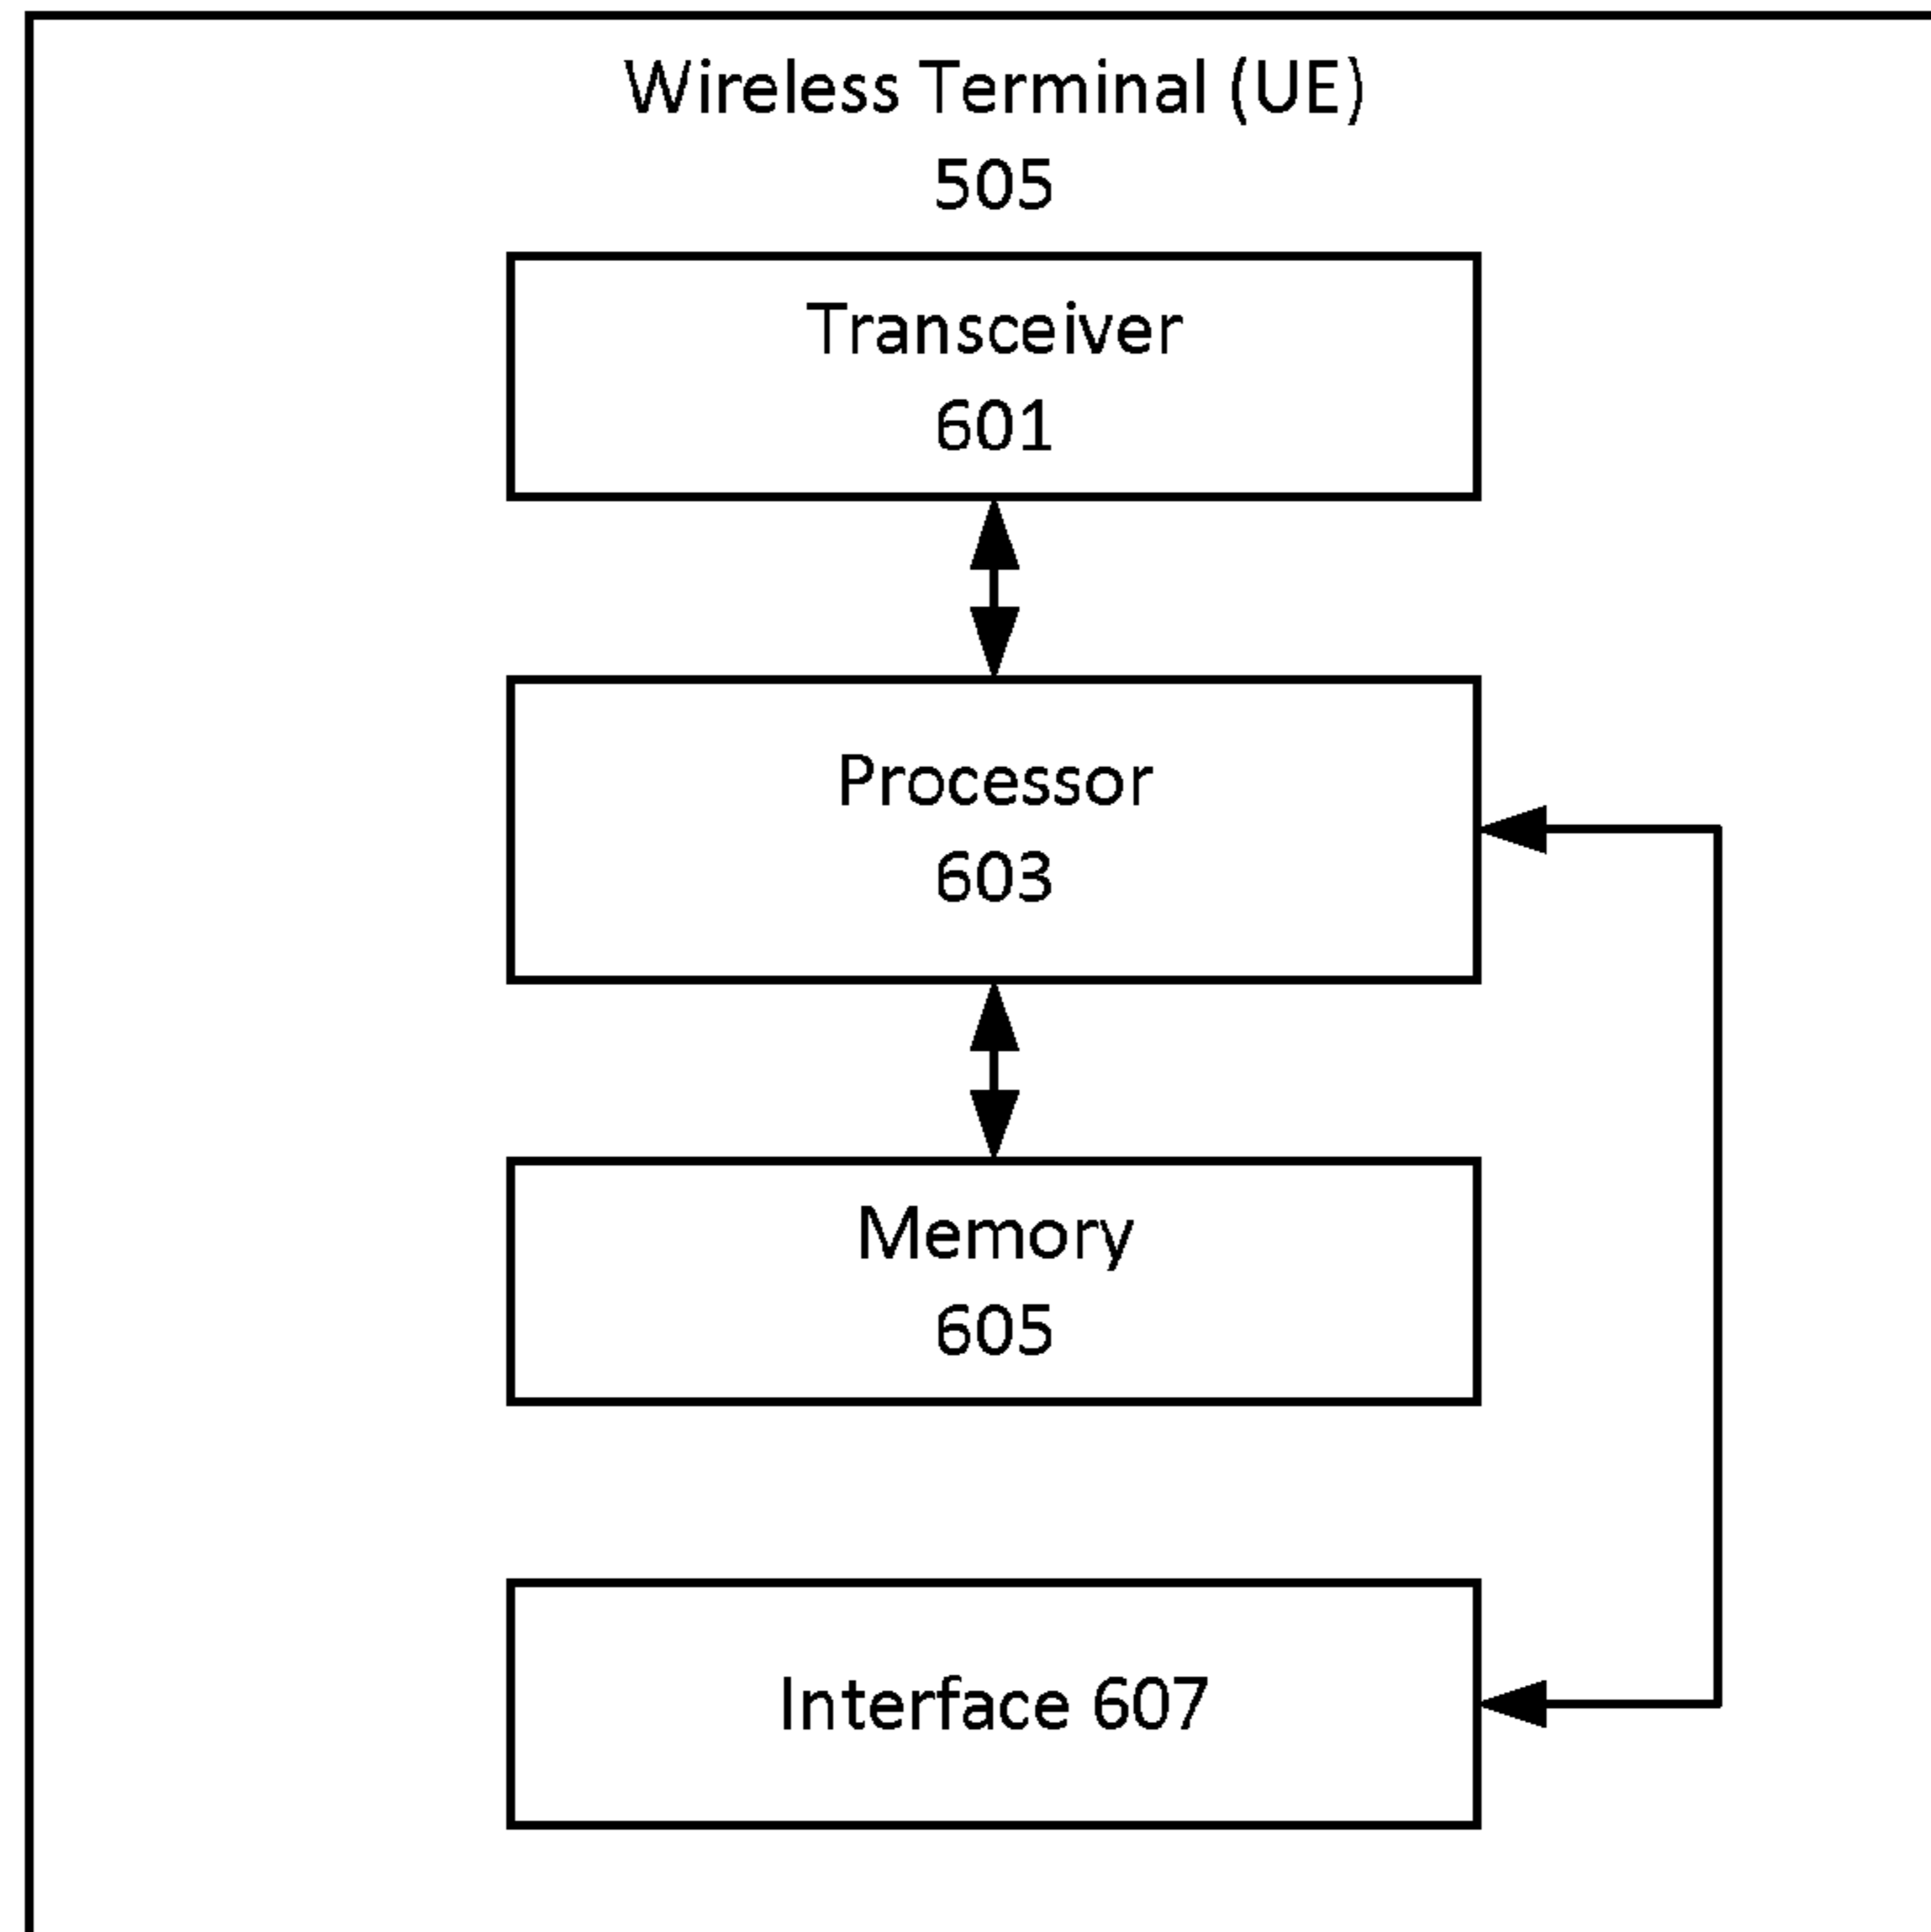 Wireless Terminal (UE)
505
Transceiver
601
Processor
603
Memory
605
Interface 607